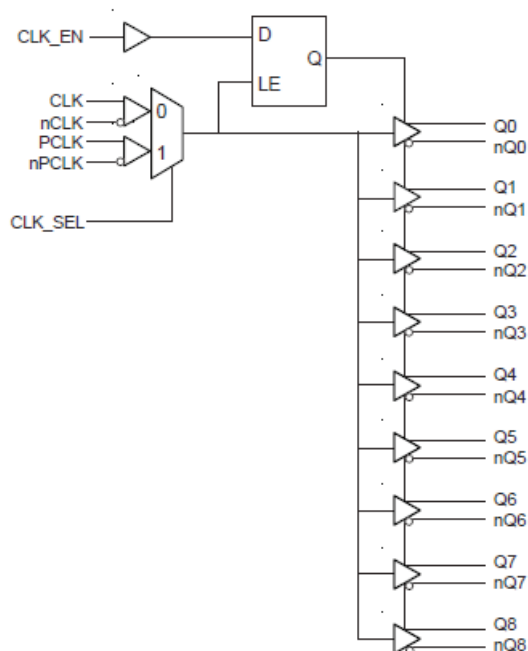 CLK_EN
D
Q
LE
CLK
nCLK
PCLK
nPCLK
0
1
CLK_SEL
Q0
nQ0
Q1
nQ1
Q2
nQ2
Q3
nQ3
Q4
nQ4
Q5
nQ5
Q6
nQ6
Q7
nQ7
Q8
nQ8